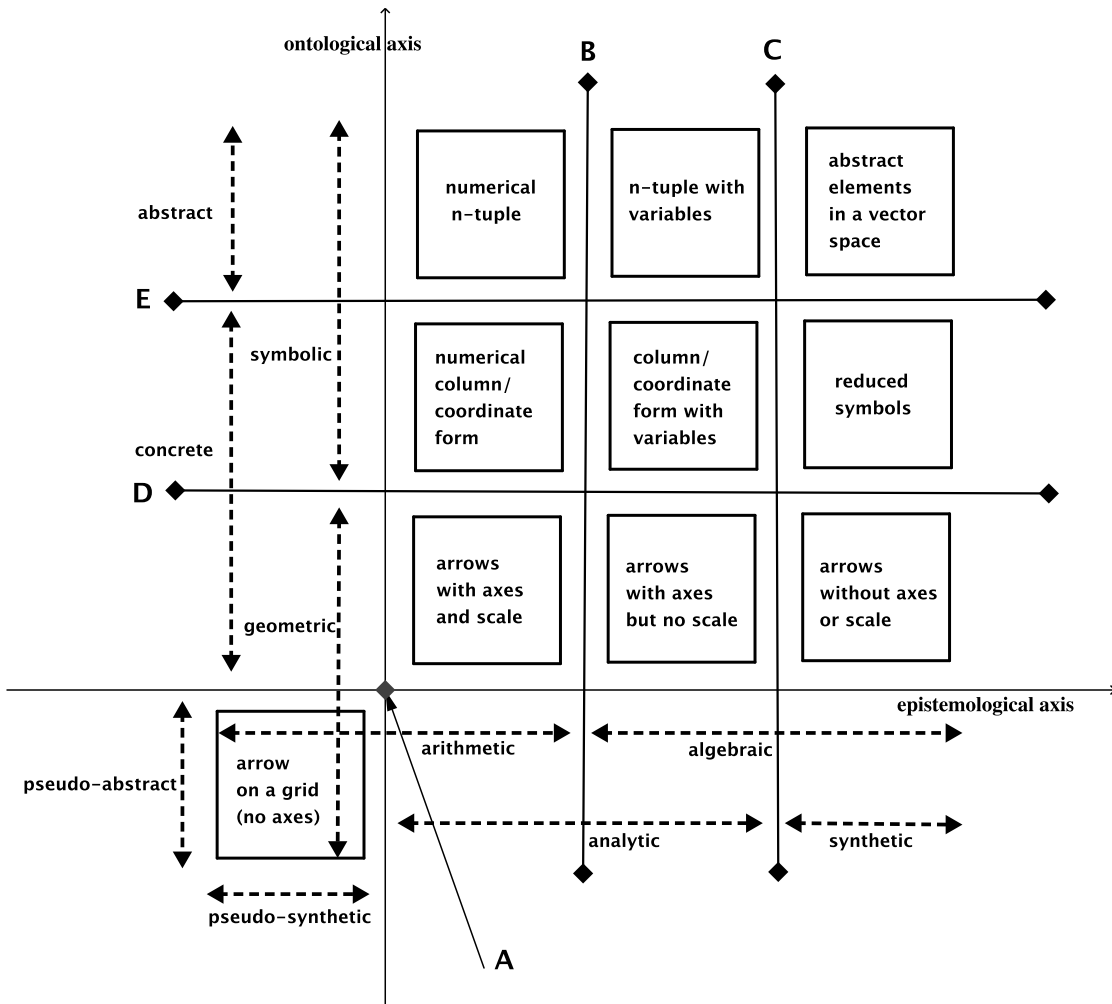 ontological axis
B
C
numerical
n-tuple
n-tuple with
variables
abstract
elements
in a vector
space
abstract
E
symbolic
numerical
column/
coordinate
form
column/
coordinate
form with
variables
reduced
symbols
concrete
D
arrows
with axes
and scale
arrows
with axes
but no scale
arrows
without axes
or scale
geometric
epistemological axis
arithmetic
algebraic
pseudo-abstract
arrow
on a grid
(no axes)
analytic
synthetic
pseudo-synthetic
A